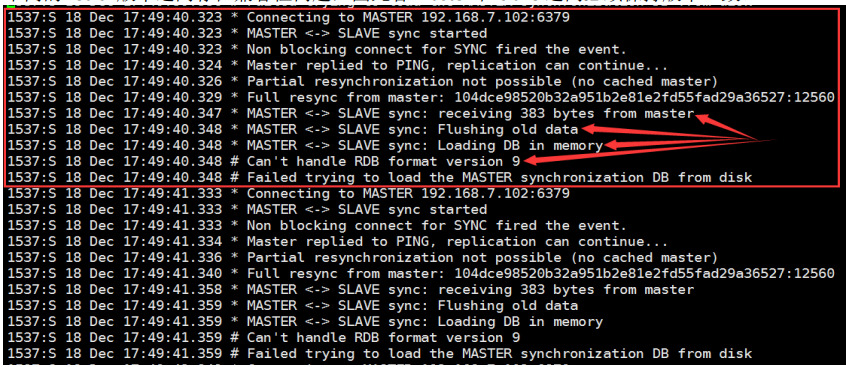 1537:S 18 Dec 17:49:40.323 * Connecting to MASTER 192.168.7.102:6379
1537:S 18 Dec 17:49:40.323 * MASTER <-> SLAVE sync started
1537:S 18 Dec 17:49:40.323 * Non blocking connect for SYNC fired the event.
1537:S 18 Dec 17:49:40.324 * Master replied to PING, replication can continue...
1537:S 18 Dec 17:49:40.326 * Partial resynchronization not possible (no cached master)
1537:S 18 Dec 17:49:40.329 * Full resync from master: 104dce98520b32a951b2e81e2fd55fad29a36527:12560
1537:S 18 Dec 17:49:40.347 * MASTER <-> SLAVE sync: receiving 383 bytes from master
1537:S 18 Dec 17:49:40.348 * MASTER <-> SLAVE sync: Flushing old data
1537:S 18 Dec 17:49:40.348 * MASTER <-> SLAVE sync: Loading DB in memory
1537:S 18 Dec 17:49:40.348 # Can't handle RDB format version 9
1537:S 18 Dec 17:49:40.348 # Failed trying to load the MASTER synchronization DB from disk
1537:S 18 Dec 17:49:41.333 * Connecting to MASTER 192.168.7.102:6379
1537:S 18 Dec 17:49:41.333 * MASTER <-> SLAVE sync started
1537:S 18 Dec 17:49:41.333 * Non blocking connect for SYNC fired the event.
1537:S 18 Dec 17:49:41.334 * Master replied to PING, replication can continue...
1537:S 18 Dec 17:49:41.336 * Partial resynchronization not possible (no cached master)
1537:S 18 Dec 17:49:41.340 * Full resync from master: 104dce98520b32a951b2e81e2fd55fad29a36527:12560
1537:S 18 Dec 17:49:41.358 * MASTER <-> SLAVE sync: receiving 383 bytes from master
1537:S 18 Dec 17:49:41.359 * MASTER <-> SLAVE sync: Flushing old data
1537:S 18 Dec 17:49:41.359 * MASTER <-> SLAVE sync: Loading DB in memory
1537:S 18 Dec 17:49:41.359 # Can't handle RDB format version 9
1537:S 18 Dec 17:49:41.359 # Failed trying to load the MASTER synchronization DB from disk